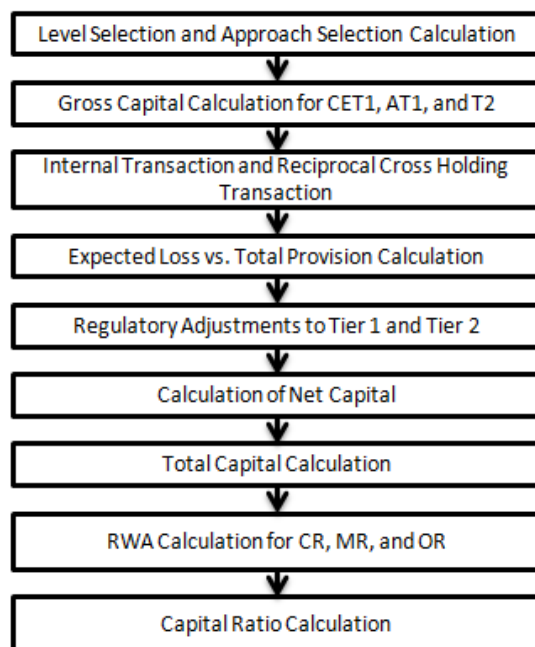 Level Selection and Approach Selection Calculation
Gross Capital Calculation for CET1, AT1, and T2
Internal Transaction and Reciprocal Cross Holding
Transaction
Expected Loss vs. Total Provision Calculation
Regulatory Adjustments to Tier 1 and Tier 2
Calculation of Net Capital
Total Capital Calculation
RWA Calculation for CR, MR, and OR
Capital Ratio Calculation